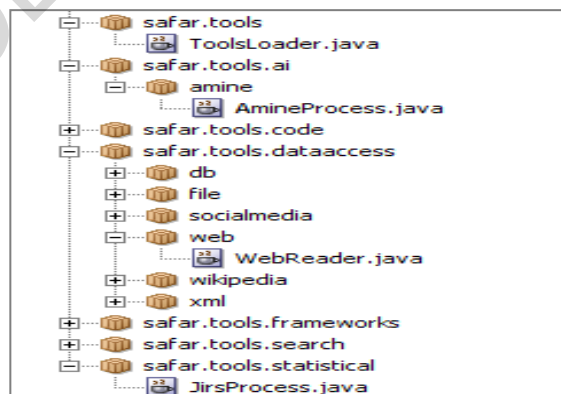 safar.tools
ToolsLoader.java
safar.tools.ai
amine
AmineProcess.java
safar.tools.code
safar.tools.dataaccess
db
file
socialmedia
web
WebReader.java
wikipedia
xml
safar.tools.frameworks
safar.tools.search
safar.tools.statistical
JirsProcess.java